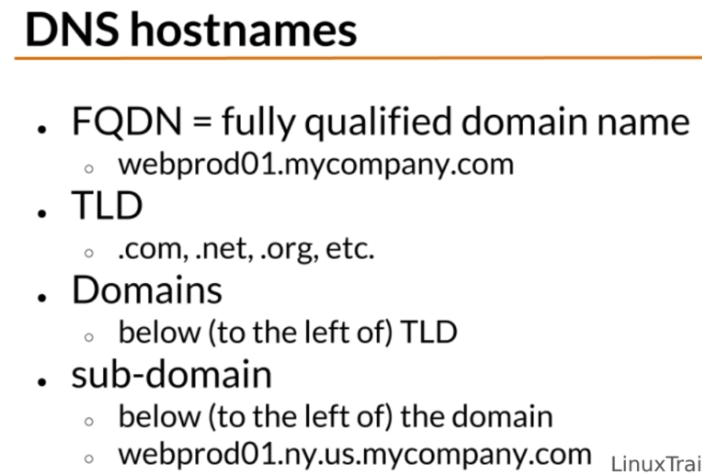 DNS hostnames
• FQDN = fully qualified domain name
◦ webprod01.mycompany.com
• TLD
◦ .com, .net, .org, etc.
• Domains
◦ below (to the left of) TLD
• sub-domain
◦ below (to the left of) the domain
◦ webprod01.ny.us.mycompany.com
LinuxTrai